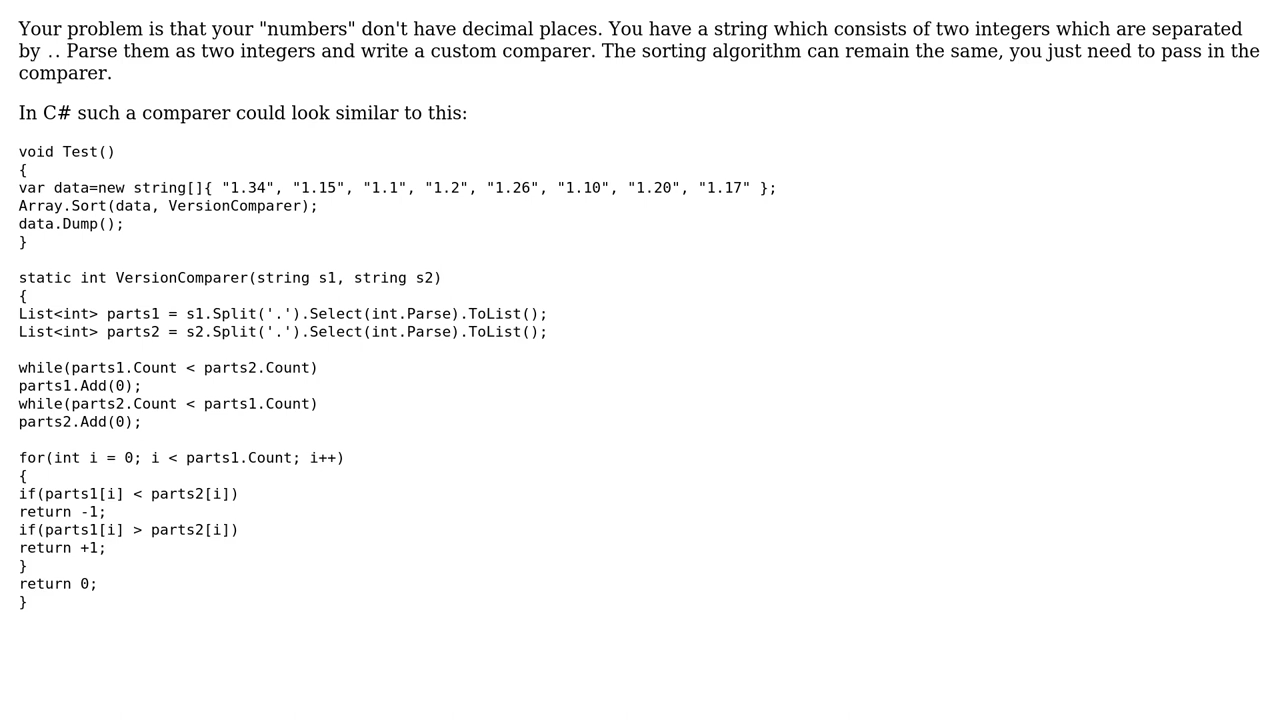 Your problem is that your "numbers" don't have decimal places. You have a string which consists of two integers which are separated
by .. Parse them as two integers and write a custom comparer. The sorting algorithm can remain the same, you just need to pass in the
comparer.
In C# such a comparer could look similar to this:
void Test()
{
var data=new string[]{ "1.34", "1.15", "1.1", "1.2", "1.26", "1.10", "1.20", "1.17" };
Array.Sort(data, VersionComparer);
data.Dump();
}
static int VersionComparer(string s1, string s2)
{
List<int> parts1 = s1.Split('.').Select(int.Parse).ToList();
List<int> parts2 = s2.Split('.').Select(int.Parse).ToList();
while(parts1.Count < parts2.Count)
parts1.Add(0);
while(parts2.Count < parts1.Count)
parts2.Add(0);
for(int i = 0; i < parts1.Count; i++)
{
if(parts1[i] < parts2[i])
return -1;
if(parts1[i] > parts2[i])
return +1;
}
return 0;
}